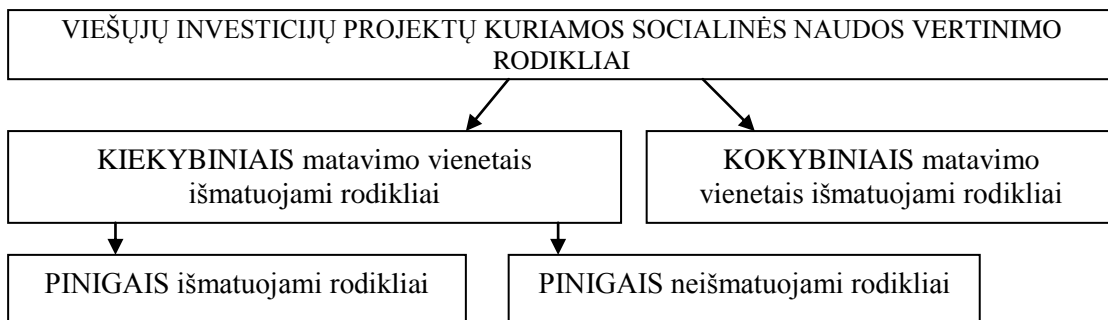 VIEŠŲJŲ INVESTICIJŲ PROJEKTŲ KURIAMOS SOCIALINĖS NAUDOS VERTINIMO
RODIKLIAI
KIEKYBINIAIS matavimo vienetais
išmatuojami rodikliai
KOKYBINIAIS matavimo
vienetais išmatuojami rodikliai
PINIGAIS išmatuojami rodikliai
PINIGAIS neišmatuojami rodikliai